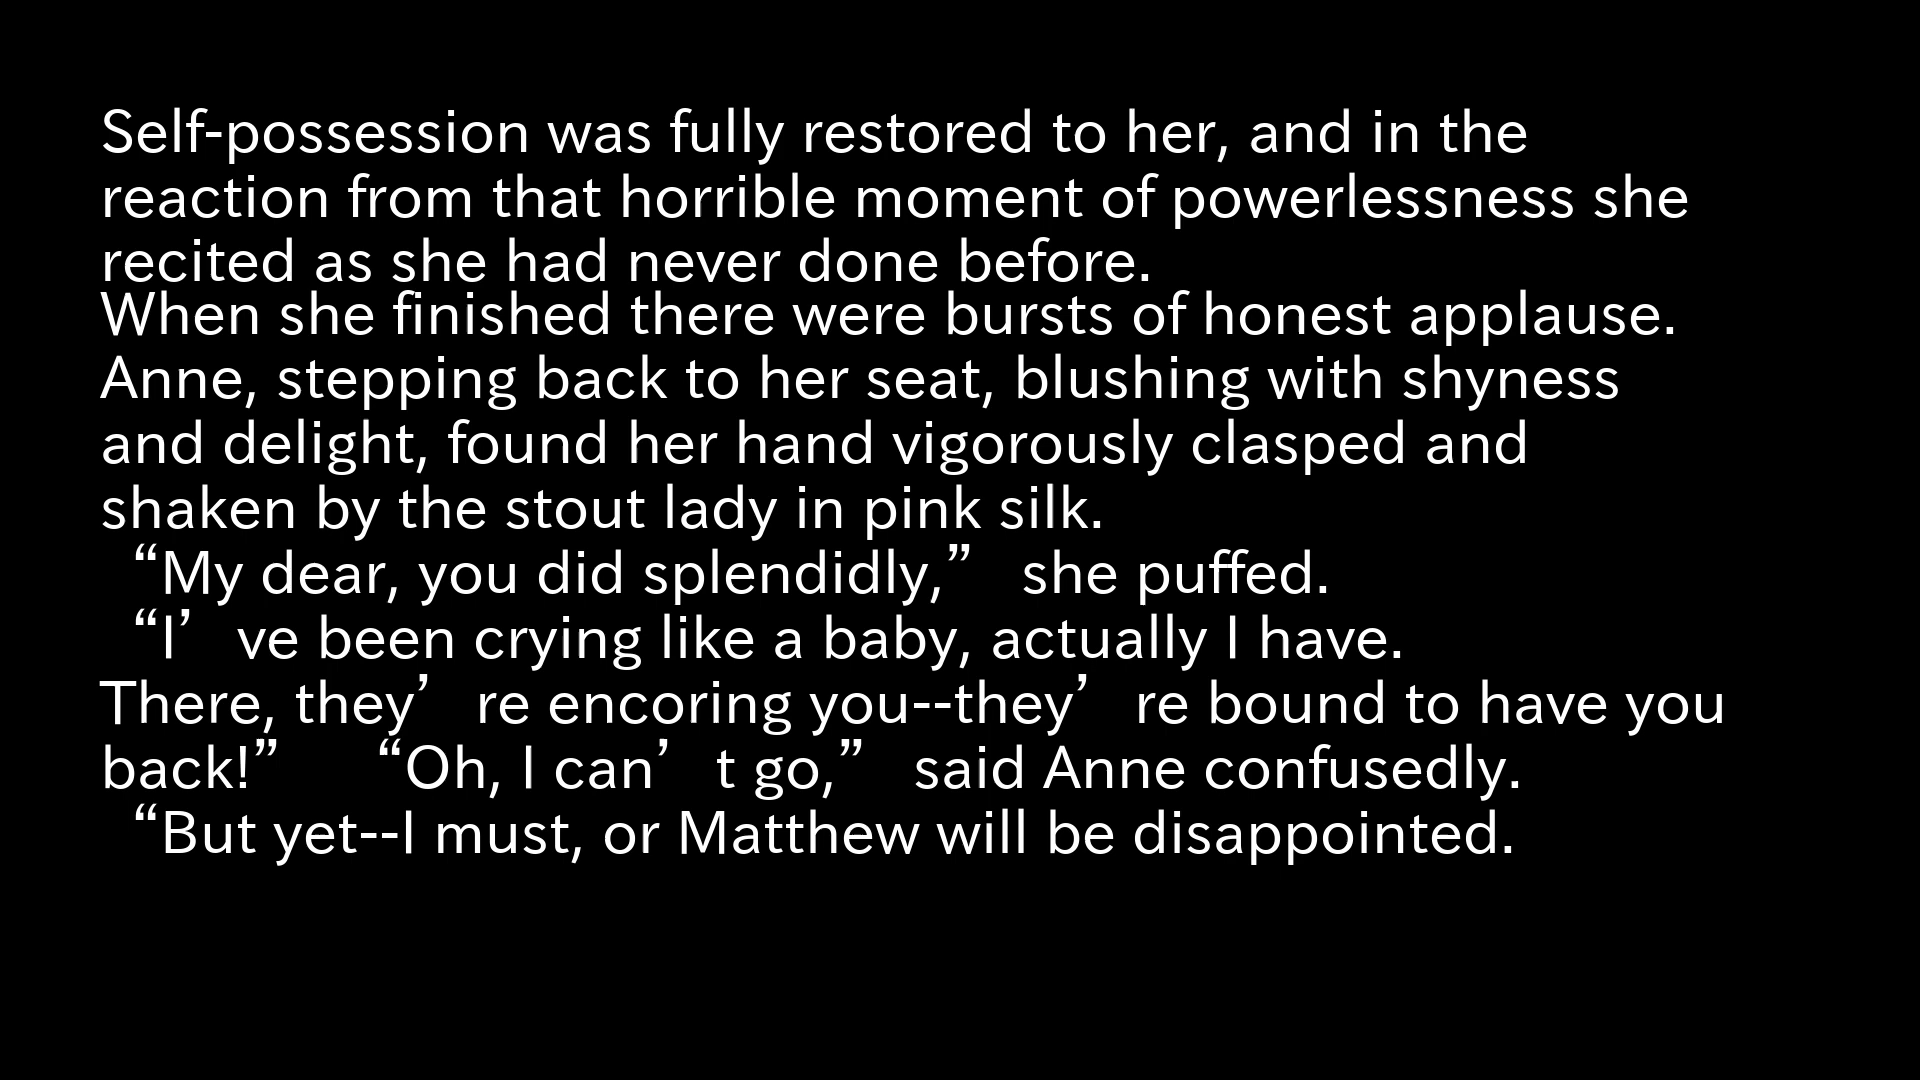 Self-possession was fully restored to her, and in the
reaction from that horrible moment of powerlessness she
recited as she had never done before.
When she finished there were bursts of honest applause.
Anne, stepping back to her seat, blushing with shyness
and delight, found her hand vigorously clasped and
shaken by the stout lady in pink silk.
“My dear, you did splendidly,” she puffed.
“I’ve been crying like a baby, actually I have.
There, they’re encoring you--they’re bound to have you
back!” “Oh, I can’t go,” said Anne confusedly.
“But yet--I must, or Matthew will be disappointed.